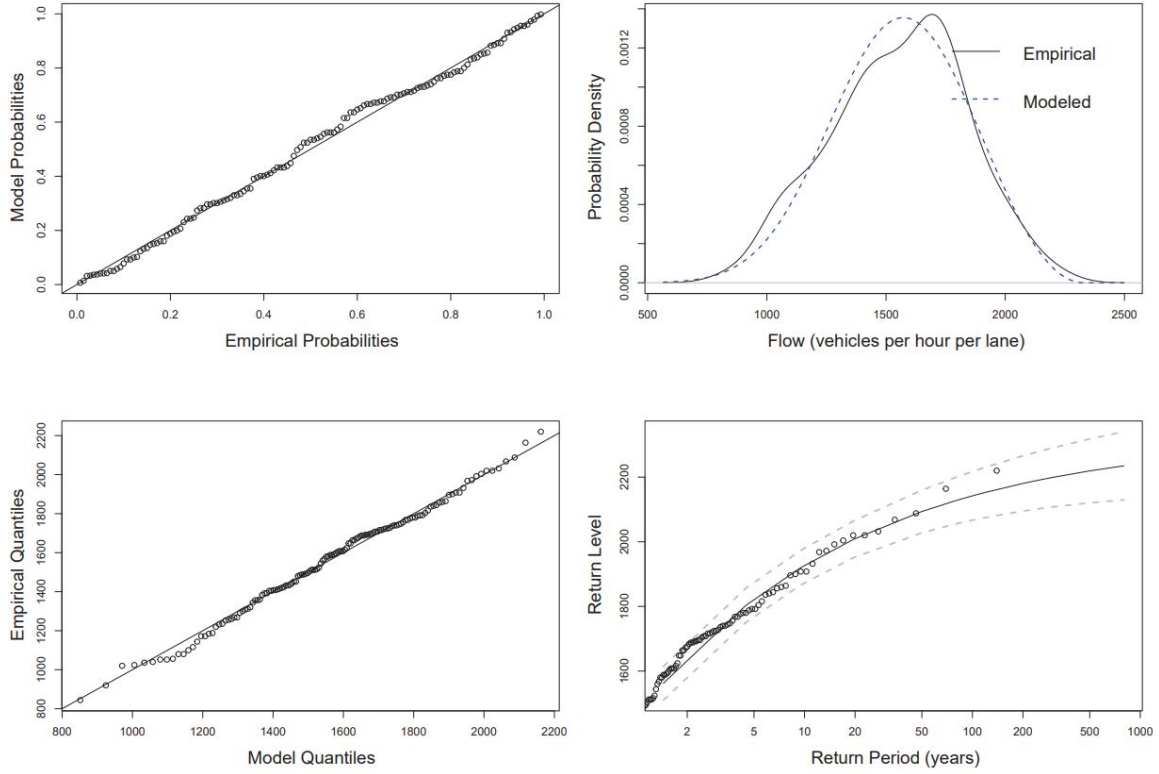 1.0
0.8
0.6
0.4
0.2
0.0
Model Probabilities
0.0 0.2 0.4 0.6 0.8 1.0
Empirical Probabilities
0.0012
0.0008
0.0004
0.0000
Probability Density
Empirical
Modeled
500 1000 1500 2000 2500
Flow (vehicles per hour per lane)
2200
2000
1800
1600
1400
1200
1000
800
Empirical Quantiles
800 1000 1200 1400 1600 1800 2000 2200
Model Quantiles
2200
2000
1800
1600
Return Level
2 5 10 20 50 100 200 500 1000
Return Period (years)